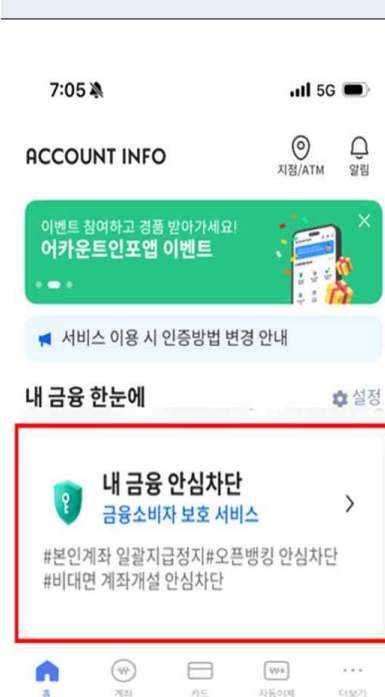 7:05
5G
ACCOUNT INFO
지점/ATM
알림
이벤트 참여하고 경품 받아가세요!
어카운트인포앱 이벤트
서비스 이용 시 인증방법 변경 안내
내 금융 한눈에
설정
내 금융 안심차단
금융소비자 보호 서비스
#본인계좌 일괄지급정지#오픈뱅킹 안심차단
#비대면 계좌개설 안심차단
홈
계좌
카드
자동이체
더보기